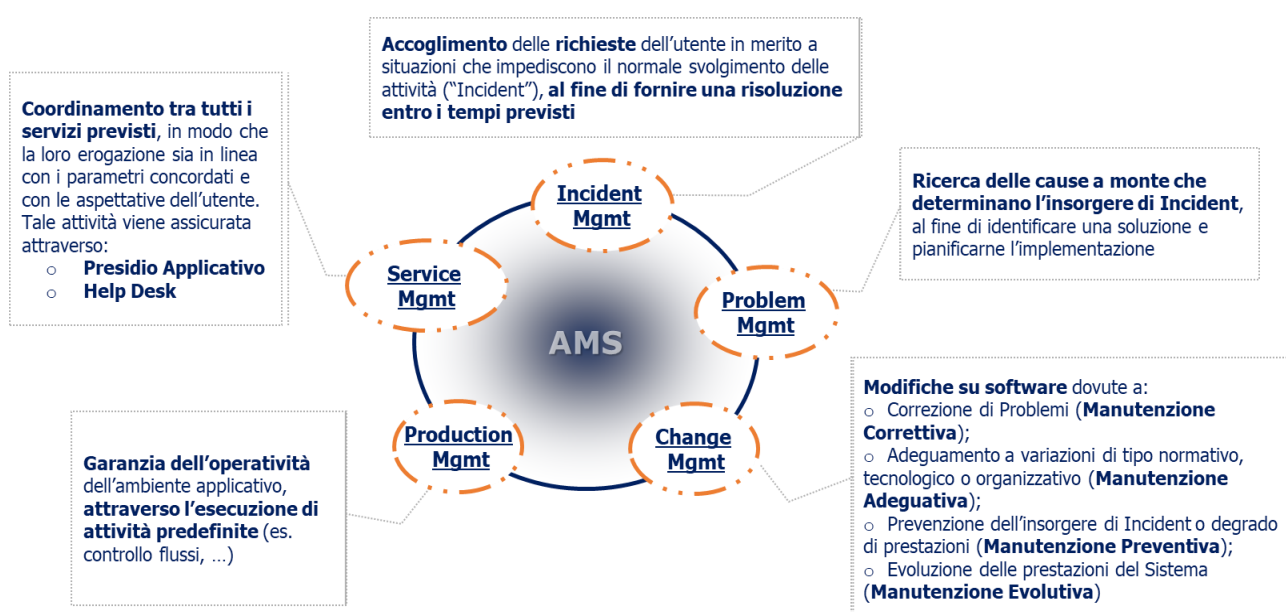 Accoglimento delle richieste dell'utente in merito a
situazioni che impediscono il normale svolgimento delle
attività ("Incident"), al fine di fornire una risoluzione
entro i tempi previsti
Coordinamento tra tutti i
servizi previsti, in modo che
la loro erogazione sia in linea
con i parametri concordati e
con le aspettative dell'utente.
Tale attività viene assicurata
attraverso:
o Presidio Applicativo
o Help Desk
Incident
Mgmt
Ricerca delle cause a monte che
determinano l'insorgere di Incident,
al fine di identificare una soluzione e
pianificarne l'implementazione
Service
Mgmt
Problem
Mgmt
AMS
Modifiche su software dovute a:
o Correzione di Problemi (Manutenzione
Correttiva);
o Adeguamento a variazioni di tipo normativo,
tecnologico o organizzativo (Manutenzione
Adeguativa);
o Prevenzione dell'insorgere di Incident o degrado
di prestazioni (Manutenzione Preventiva);
o Evoluzione delle prestazioni del Sistema
(Manutenzione Evolutiva)
Production
Mgmt
Change
Mgmt
Garanzia dell'operatività
dell'ambiente applicativo,
attraverso l'esecuzione di
attività predefinite (es.
controllo flussi, …)